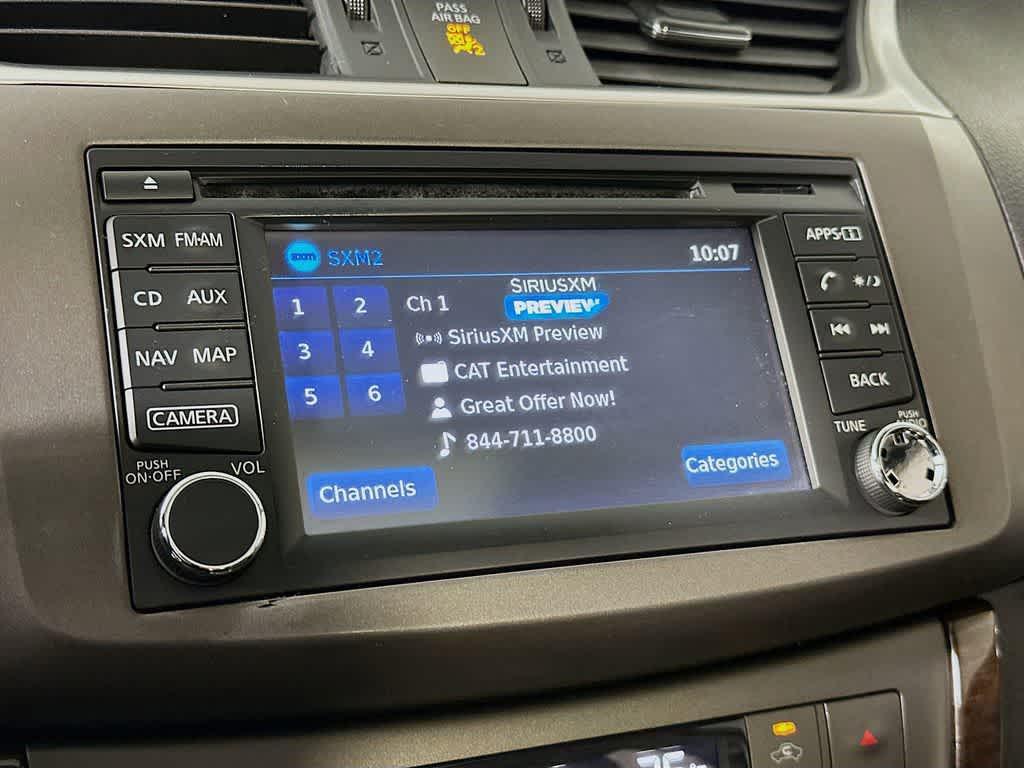 PASS
AIR BAG
OFF
2
SXM FM·AM
CD AUX
NAV MAP
CAMERA
PUSH
ON·OFF
VOL
sxm SXM2
10:07
1 2
3 4
5 6
Ch 1
SIRIUSXM
PREVIEW
SiriusXM Preview
CAT Entertainment
Great Offer Now!
844-711-8800
Channels
Categories
APPS·i
BACK
TUNE
PUSH